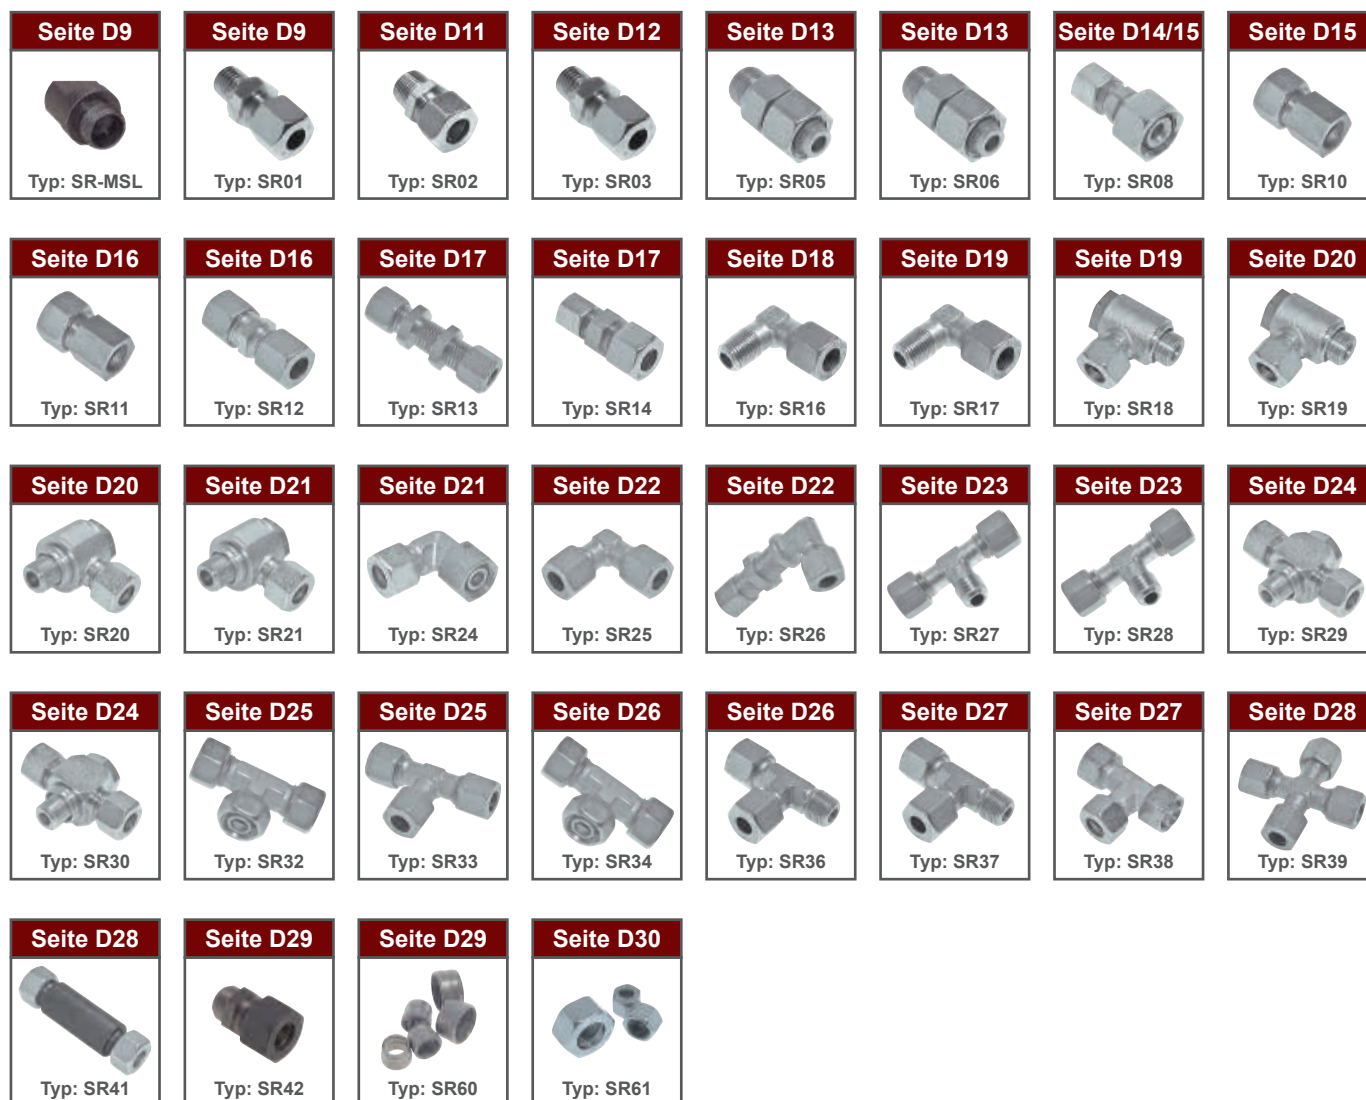 Seite D9
Typ: SR-MSL
Seite D9
Typ: SR01
Seite D11
Typ: SR02
Seite D12
Typ: SR03
Seite D13
Typ: SR05
Seite D13
Typ: SR06
Seite D14/15
Typ: SR08
Seite D15
Typ: SR10
Seite D16
Typ: SR11
Seite D16
Typ: SR12
Seite D17
Typ: SR13
Seite D17
Typ: SR14
Seite D18
Typ: SR16
Seite D19
Typ: SR17
Seite D19
Typ: SR18
Seite D20
Typ: SR19
Seite D20
Typ: SR20
Seite D21
Typ: SR21
Seite D21
Typ: SR24
Seite D22
Typ: SR25
Seite D22
Typ: SR26
Seite D23
Typ: SR27
Seite D23
Typ: SR28
Seite D24
Typ: SR29
Seite D24
Typ: SR30
Seite D25
Typ: SR32
Seite D25
Typ: SR33
Seite D26
Typ: SR34
Seite D26
Typ: SR36
Seite D27
Typ: SR37
Seite D27
Typ: SR38
Seite D28
Typ: SR39
Seite D28
Typ: SR41
Seite D29
Typ: SR42
Seite D29
Typ: SR60
Seite D30
Typ: SR61